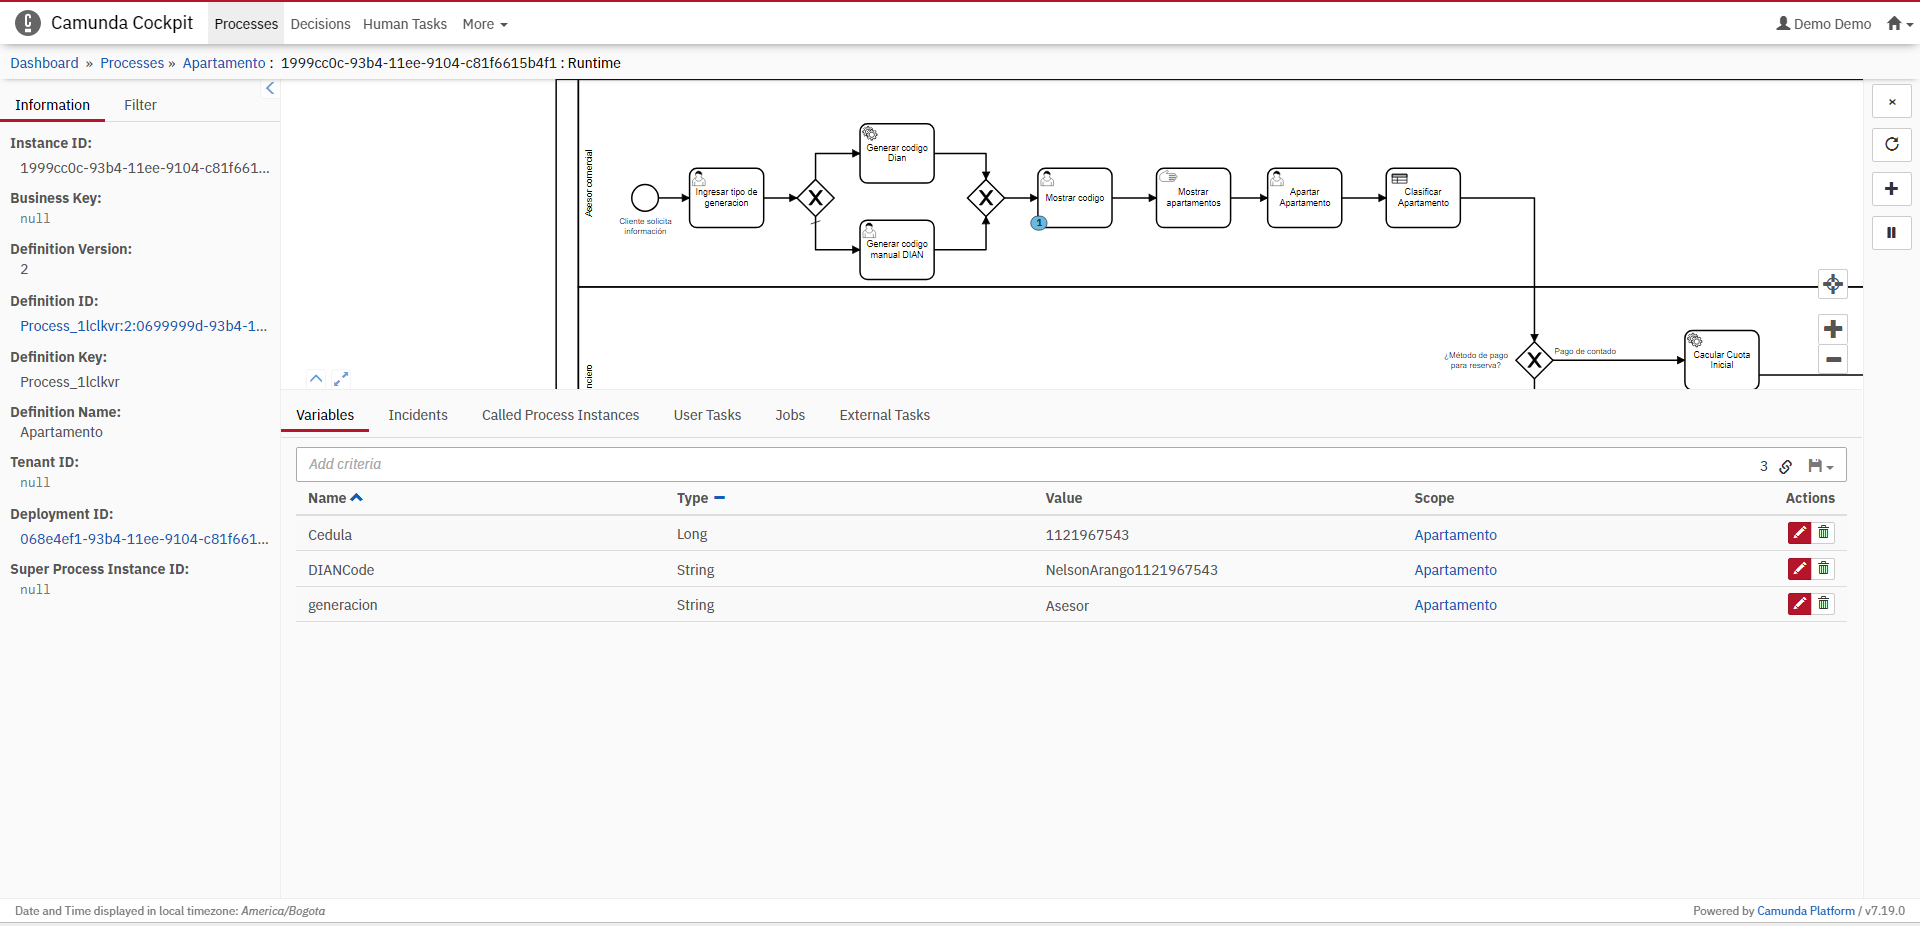 Camunda Cockpit Processes Decisions Human Tasks More Demo Demo
Dashboard » Processes » Apartamento : 1999cc0c-93b4-11ee-9104-c81f6615b4f1 : Runtime
Information Filter
Instance ID:
1999cc0c-93b4-11ee-9104-c81f661...
Business Key:
null
Definition Version:
2
Definition ID:
Process_1lclkvr:2:0699999d-93b4-1...
Definition Key:
Process_1lclkvr
Definition Name:
Apartamento
Tenant ID:
null
Deployment ID:
068e4ef1-93b4-11ee-9104-c81f661...
Super Process Instance ID:
null
Asesor comercial
Cliente solicita
información
Ingresar tipo de
generacion
Generar codigo
Dian
Generar codigo
manual DIAN
Mostrar codigo
1
Mostrar
apartamentos
Apartar
Apartamento
Clasificar
Apartamento
nciero
¿Método de pago
para reserva?
Pago de contado
Cacular Cuota
Inicial
Variables Incidents Called Process Instances User Tasks Jobs External Tasks
Add criteria 3
Name Type Value Scope Actions
Cedula Long 1121967543 Apartamento
DIANCode String NelsonArango1121967543 Apartamento
generacion String Asesor Apartamento
Date and Time displayed in local timezone: America/Bogota
Powered by Camunda Platform / v7.19.0